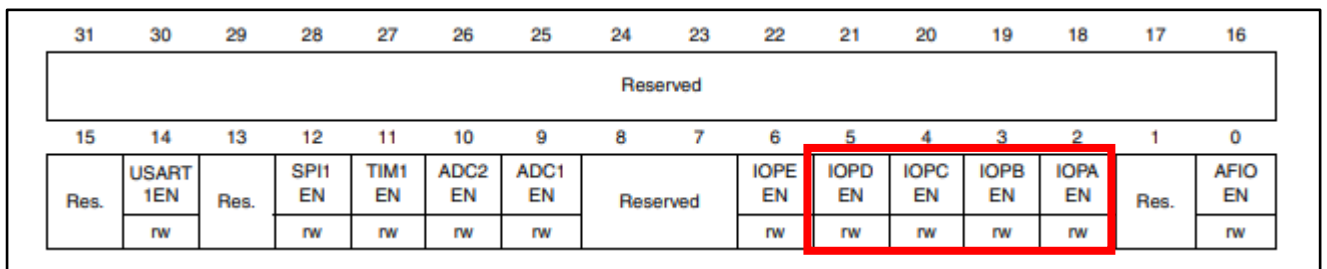 31 30 29 28 27 26 25 24 23 22 21 20 19 18 17 16
Reserved
15 14 13 12 11 10 9 8 7 6 5 4 3 2 1 0
Res. USART 1EN Res. SPI1 EN TIM1 EN ADC2 EN ADC1 EN Reserved IOPE EN IOPD EN IOPC EN IOPB EN IOPA EN Res. AFIO EN
rw rw rw rw rw rw rw rw rw rw rw